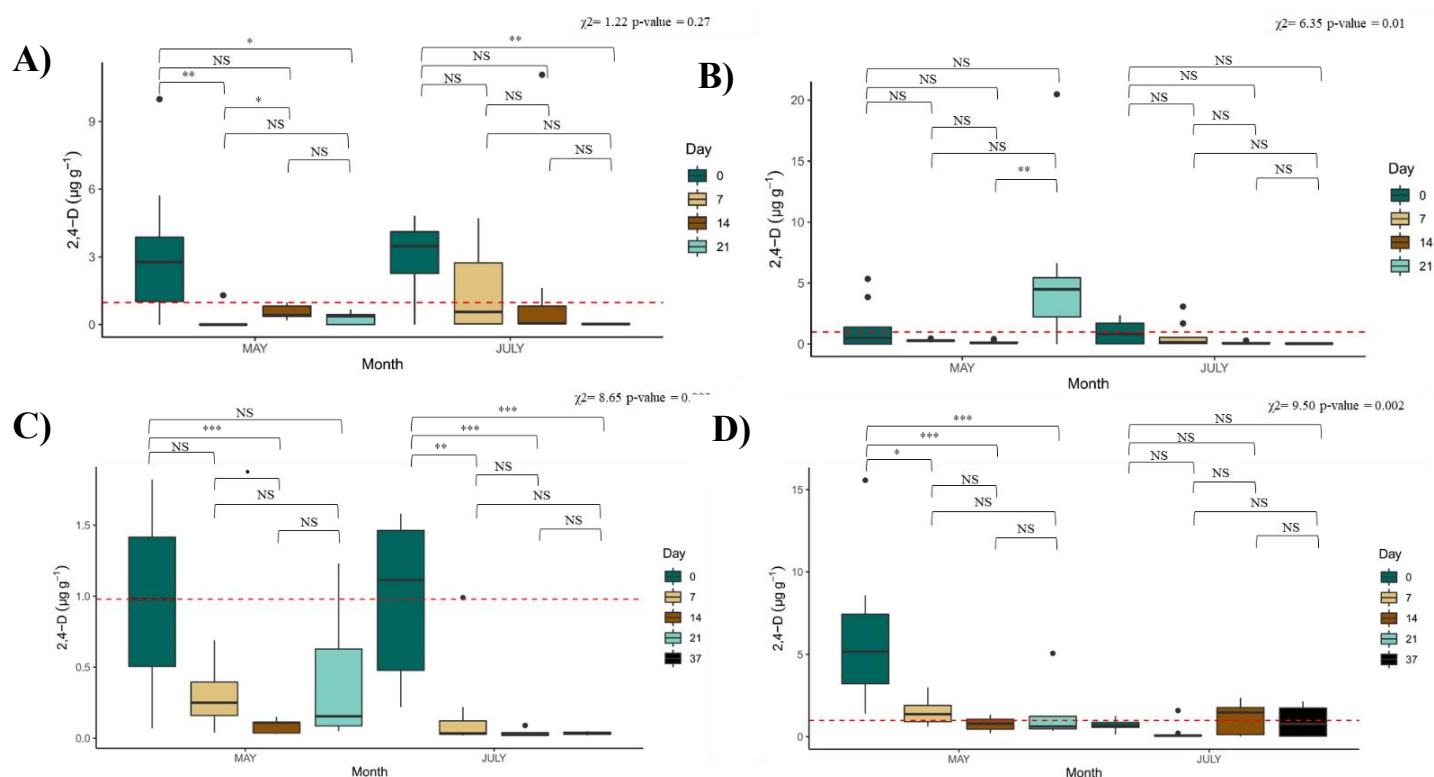 A)
χ2= 1.22 p-value = 0.27
*
NS
**
*
NS
NS
**
NS
NS
NS
NS
NS
2,4−D (µg g⁻¹)
9
6
3
0
MAY
JULY
Month
Day
0
7
14
21
B)
χ2= 6.35 p-value = 0.01
NS
NS
NS
NS
NS
**
NS
NS
NS
NS
NS
NS
2,4−D (µg g⁻¹)
20
15
10
5
0
MAY
JULY
Month
Day
0
7
14
21
C)
χ2= 8.65 p-value =
NS
***
NS
•
NS
NS
***
***
**
NS
NS
NS
2,4−D (µg g⁻¹)
1.5
1.0
0.5
0.0
MAY
JULY
Month
Day
0
7
14
21
37
D)
χ2= 9.50 p-value = 0.002
***
***
*
NS
NS
NS
NS
NS
NS
NS
NS
NS
2,4−D (µg g⁻¹)
15
10
5
0
MAY
JULY
Month
Day
0
7
14
21
37